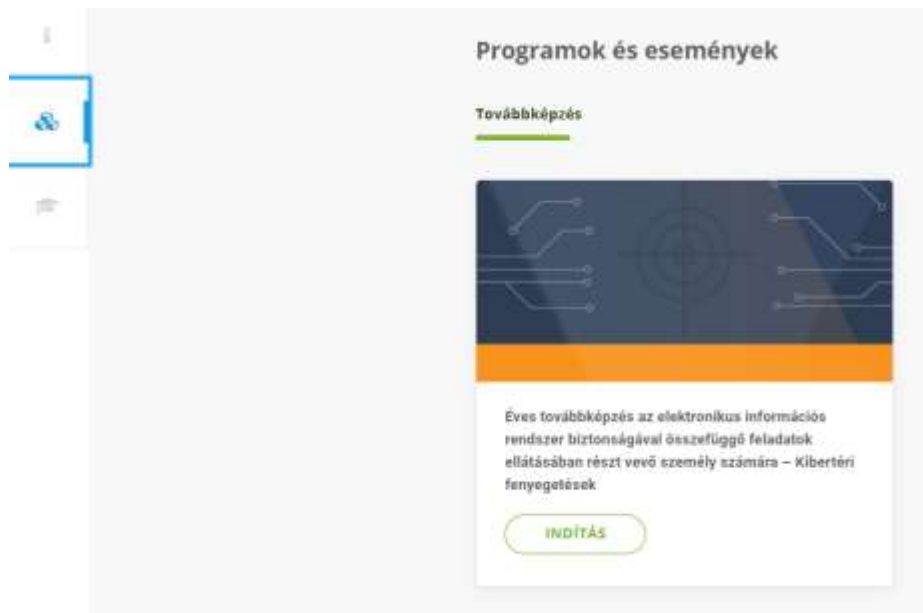 Programok és események
Továbbképzés
Éves továbbképzés az elektronikus információs
rendszer biztonságával összefüggő feladatok
ellátásában részt vevő személy számára – Kibertéri
fenyegetések
INDÍTÁS